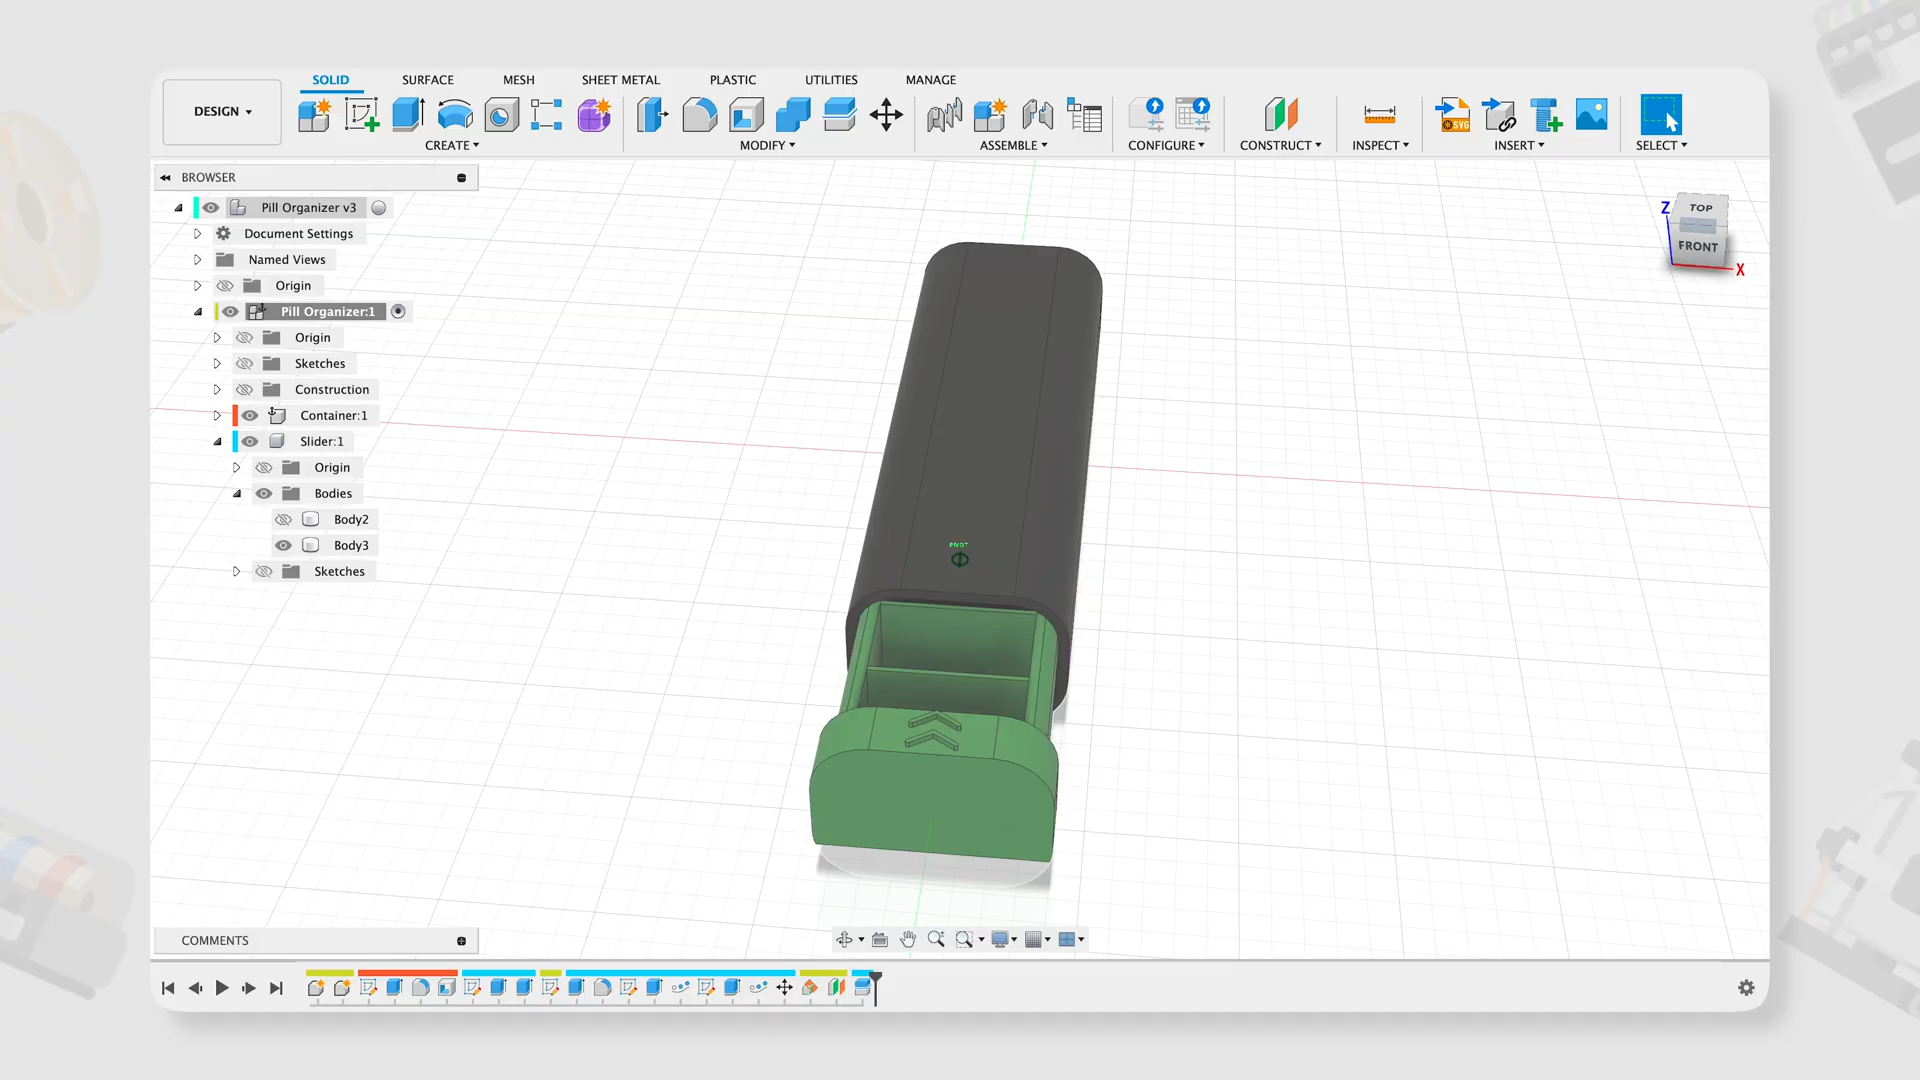 SOLID SURFACE MESH SHEET METAL PLASTIC UTILITIES MANAGE
DESIGN
CREATE MODIFY ASSEMBLE CONFIGURE CONSTRUCT INSPECT INSERT SELECT
SVG
BROWSER
Pill Organizer v3
Document Settings
Named Views
Origin
Pill Organizer:1
Origin
Sketches
Construction
Container:1
Slider:1
Origin
Bodies
Body2
Body3
Sketches
Z
TOP
FRONT
X
PIVOT
COMMENTS